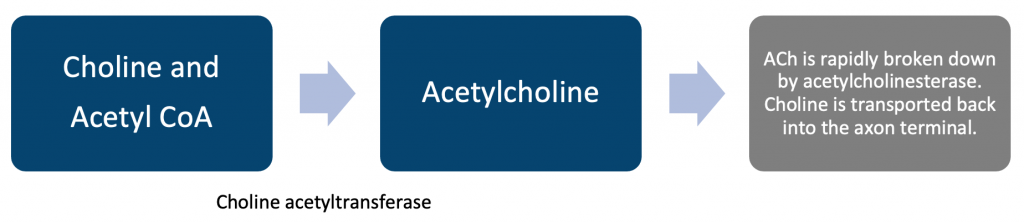 Choline and
Acetyl CoA
Acetylcholine
ACh is rapidly broken down
by acetylcholinesterase.
Choline is transported back
into the axon terminal.
Choline acetyltransferase